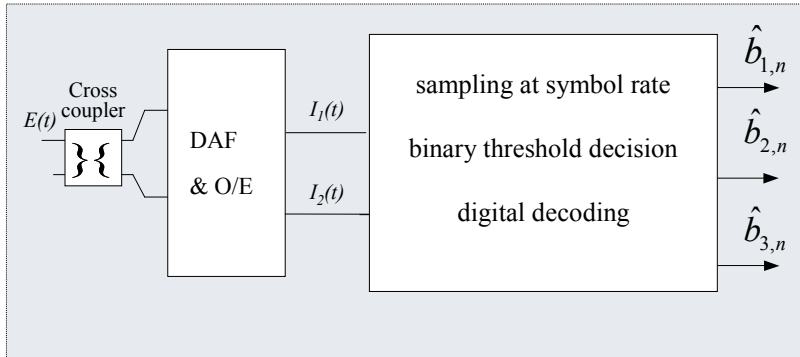 Cross
coupler
E(t)
DAF
& O/E
I₁(t)
I₂(t)
sampling at symbol rate
binary threshold decision
digital decoding
b̂₁,ₙ
b̂₂,ₙ
b̂₃,ₙ